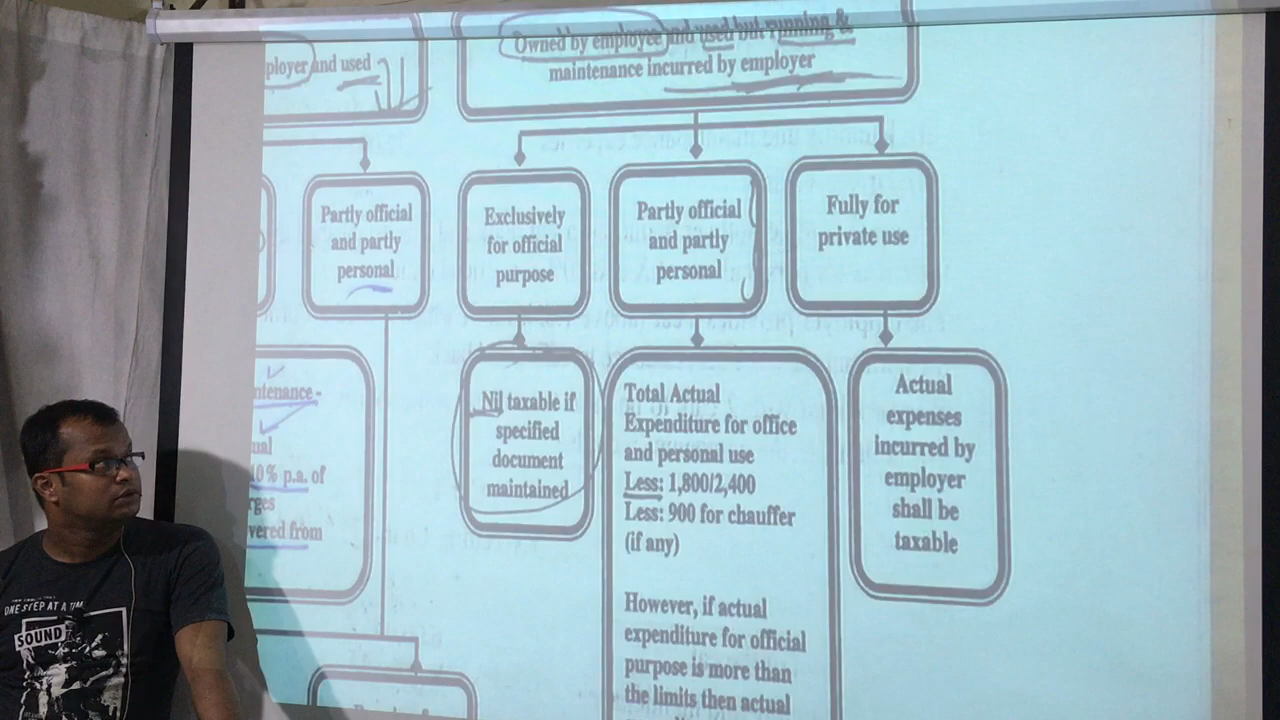 ployer and used
Owned by employee and used but running &
maintenance incurred by employer
Partly official
and partly
personal
Exclusively
for official
purpose
Partly official
and partly
personal
Fully for
private use
ntenance -
ual
10% p.a. of
rges
vered from
Nil taxable if
specified
document
maintained
Total Actual
Expenditure for office
and personal use
Less: 1,800/2,400
Less: 900 for chauffer
(if any)
However, if actual
expenditure for official
purpose is more than
the limits then actual
Actual
expenses
incurred by
employer
shall be
taxable
ONE STEP AT A TIM
SOUND